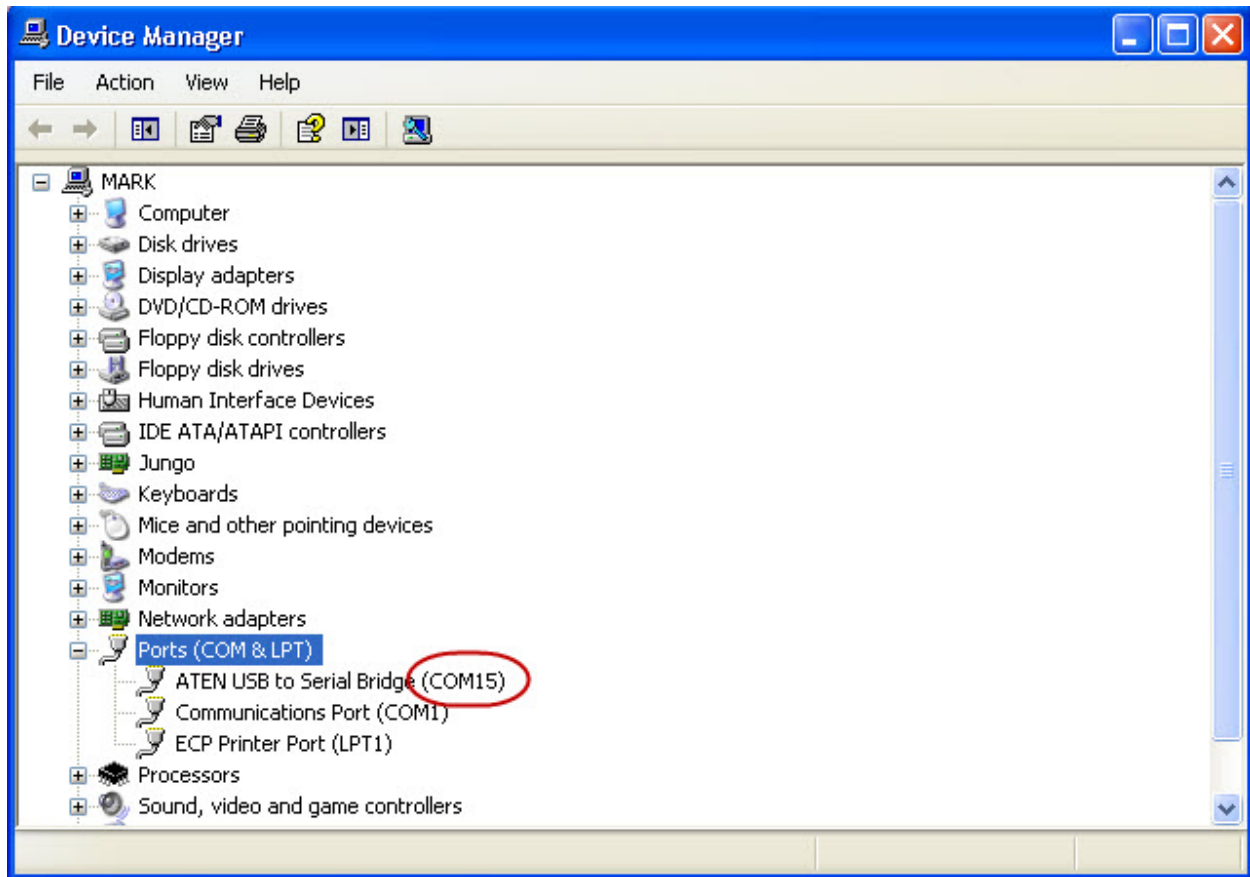 Device Manager
File Action View Help
MARK
Computer
Disk drives
Display adapters
DVD/CD-ROM drives
Floppy disk controllers
Floppy disk drives
Human Interface Devices
IDE ATA/ATAPI controllers
Jungo
Keyboards
Mice and other pointing devices
Modems
Monitors
Network adapters
Ports (COM & LPT)
ATEN USB to Serial Bridge (COM15)
Communications Port (COM1)
ECP Printer Port (LPT1)
Processors
Sound, video and game controllers